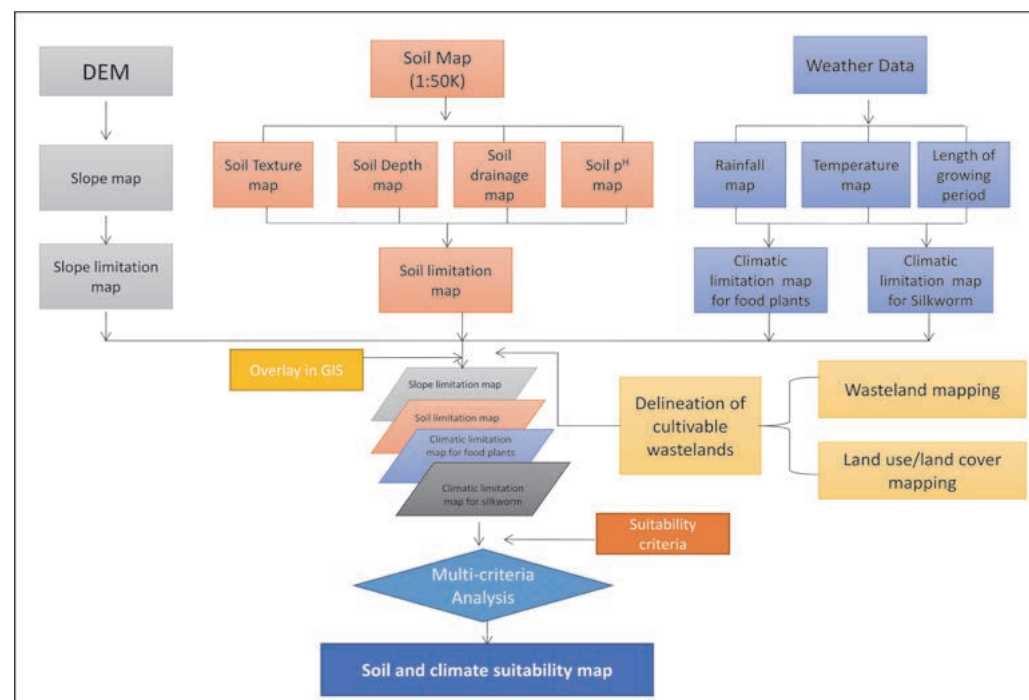 DEM
Slope map
Slope limitation
map
Soil Map
(1:50K)
Soil Texture
map
Soil Depth
map
Soil
drainage
map
Soil pᴴ
map
Soil limitation
map
Weather Data
Rainfall
map
Temperature
map
Length of
growing
period
Climatic
limitation map
for food plants
Climatic
limitation map
for Silkworm
Overlay in GIS
Slope limitation map
Soil limitation map
Climatic limitation
map for food plants
Climatic limitation
map for silkworm
Delineation of
cultivable
wastelands
Wasteland mapping
Land use/land cover
mapping
Suitability
criteria
Multi-criteria
Analysis
Soil and climate suitability map